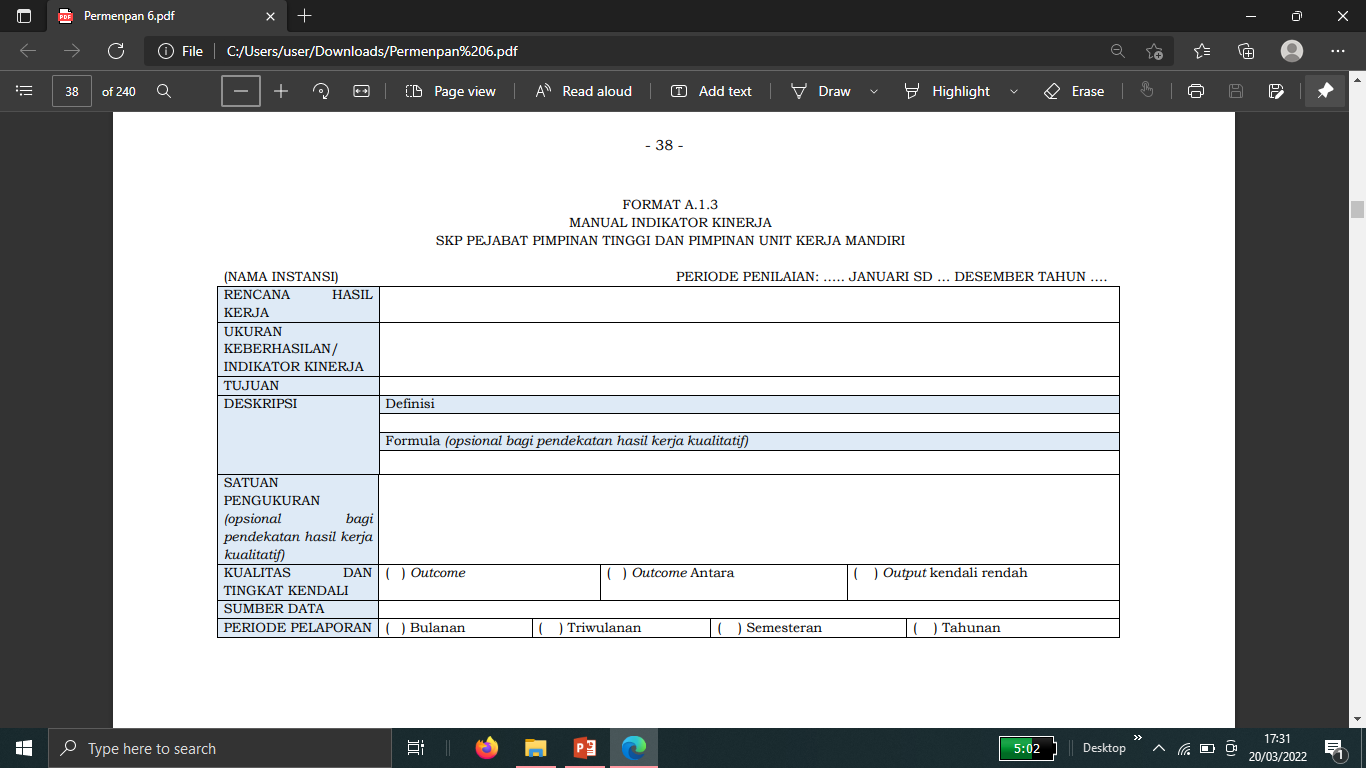 Permenpan 6.pdf
File C:/Users/user/Downloads/Permenpan%206.pdf
38 of 240 Page view Read aloud Add text Draw Highlight Erase
- 38 -
FORMAT A.1.3
MANUAL INDIKATOR KINERJA
SKP PEJABAT PIMPINAN TINGGI DAN PIMPINAN UNIT KERJA MANDIRI
(NAMA INSTANSI) PERIODE PENILAIAN: ..... JANUARI SD ... DESEMBER TAHUN ....
RENCANA HASIL
KERJA
UKURAN
KEBERHASILAN/
INDIKATOR KINERJA
TUJUAN
DESKRIPSI Definisi
Formula (opsional bagi pendekatan hasil kerja kualitatif)
SATUAN
PENGUKURAN
(opsional bagi
pendekatan hasil kerja
kualitatif)
KUALITAS DAN ( ) Outcome ( ) Outcome Antara ( ) Output kendali rendah
TINGKAT KENDALI
SUMBER DATA
PERIODE PELAPORAN ( ) Bulanan ( ) Triwulanan ( ) Semesteran ( ) Tahunan
Type here to search 5:02 Desktop 17:31
20/03/2022 1